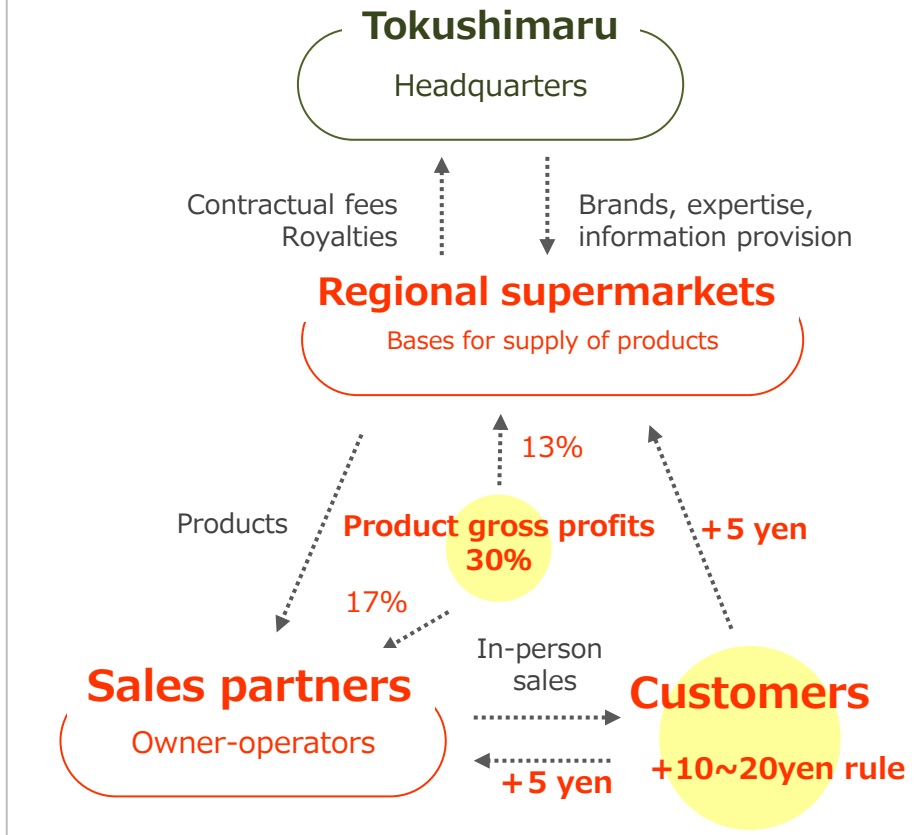 Tokushimaru
Headquarters
Contractual fees
Royalties
Brands, expertise,
information provision
Regional supermarkets
Bases for supply of products
13%
Products
Product gross profits
30%
+5 yen
17%
In-person
sales
Sales partners
Owner-operators
Customers
+10~20yen rule
+5 yen